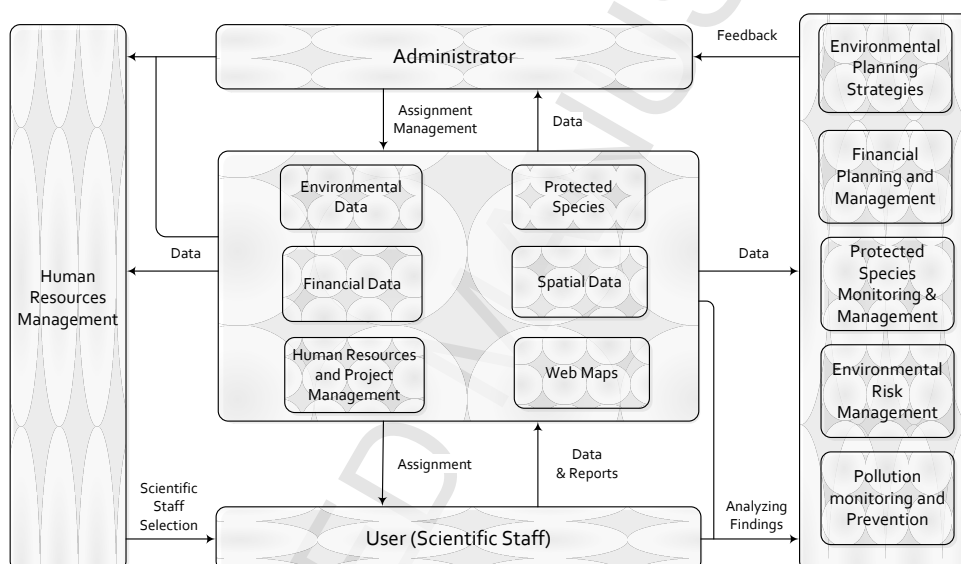 Administrator
Feedback
Assignment
Management
Data
Human
Resources
Management
Data
Environmental
Data
Protected
Species
Financial Data
Spatial Data
Human Resources
and Project
Management
Web Maps
Data
Environmental
Planning
Strategies
Financial
Planning and
Management
Protected
Species
Monitoring &
Management
Environmental
Risk
Management
Pollution
monitoring and
Prevention
Assignment
Data
& Reports
Scientific
Staff
Selection
User (Scientific Staff)
Analyzing
Findings